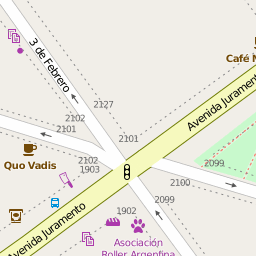 3 de Febrero
Café
Avenida Juramento
2127
2102
2101
2101
Quo Vadis
2102
1903
2099
2100
2099
1902
Avenida Juramento
Asociación
Roller Argentina